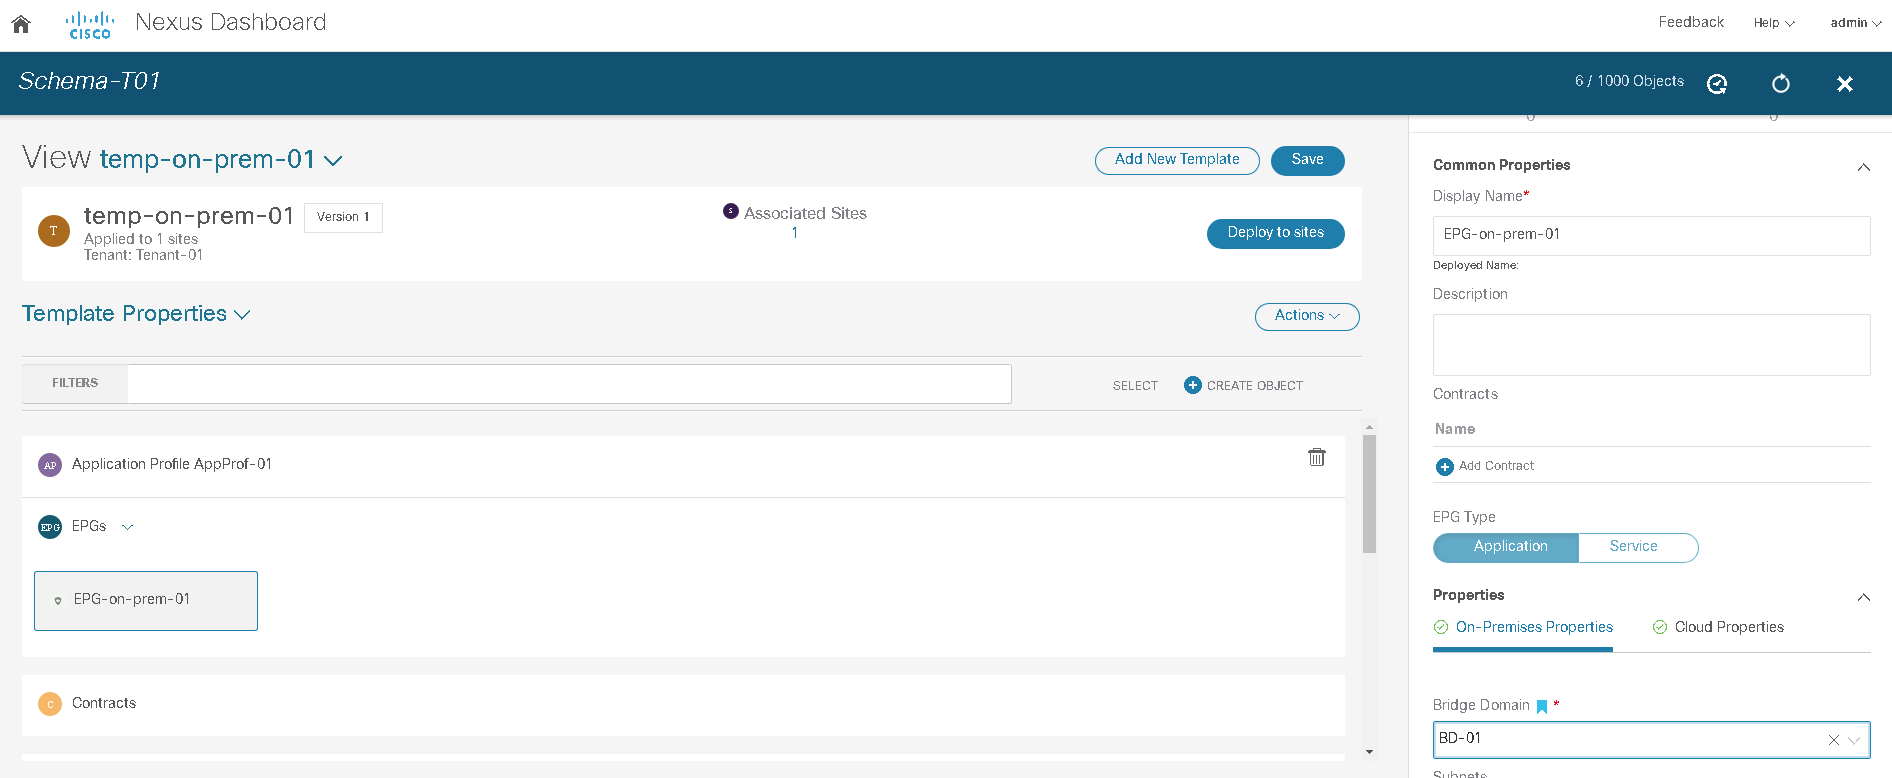 cisco
Nexus Dashboard
Feedback
Help
admin
Schema-T01
6 / 1000 Objects
0
0
View temp-on-prem-01
Add New Template
Save
T
temp-on-prem-01
Version 1
Applied to 1 sites
Tenant: Tenant-01
S
Associated Sites
1
Deploy to sites
Template Properties
Actions
FILTERS
SELECT
CREATE OBJECT
AP
Application Profile AppProf-01
EPG
EPGs
EPG-on-prem-01
C
Contracts
Common Properties
Display Name*
EPG-on-prem-01
Deployed Name:
Description
Contracts
Name
Add Contract
EPG Type
Application
Service
Properties
On-Premises Properties
Cloud Properties
Bridge Domain *
BD-01
Subnets